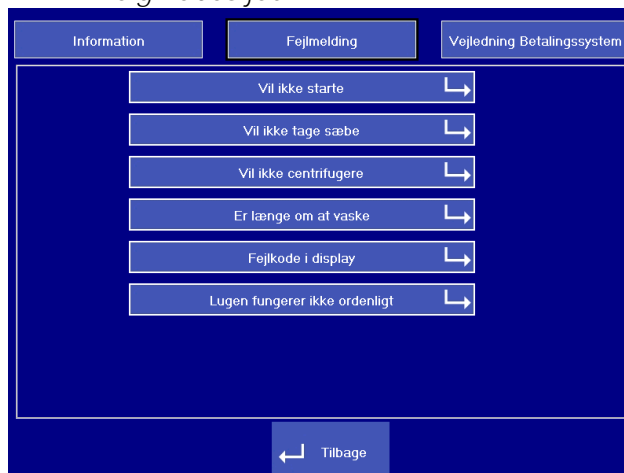 Information
Fejlmelding
Vejledning Betalingssystem
Vil ikke starte
Vil ikke tage sæbe
Vil ikke centrifugere
Er længe om at vaske
Fejlkode i display
Lugen fungerer ikke ordenligt
Tilbage